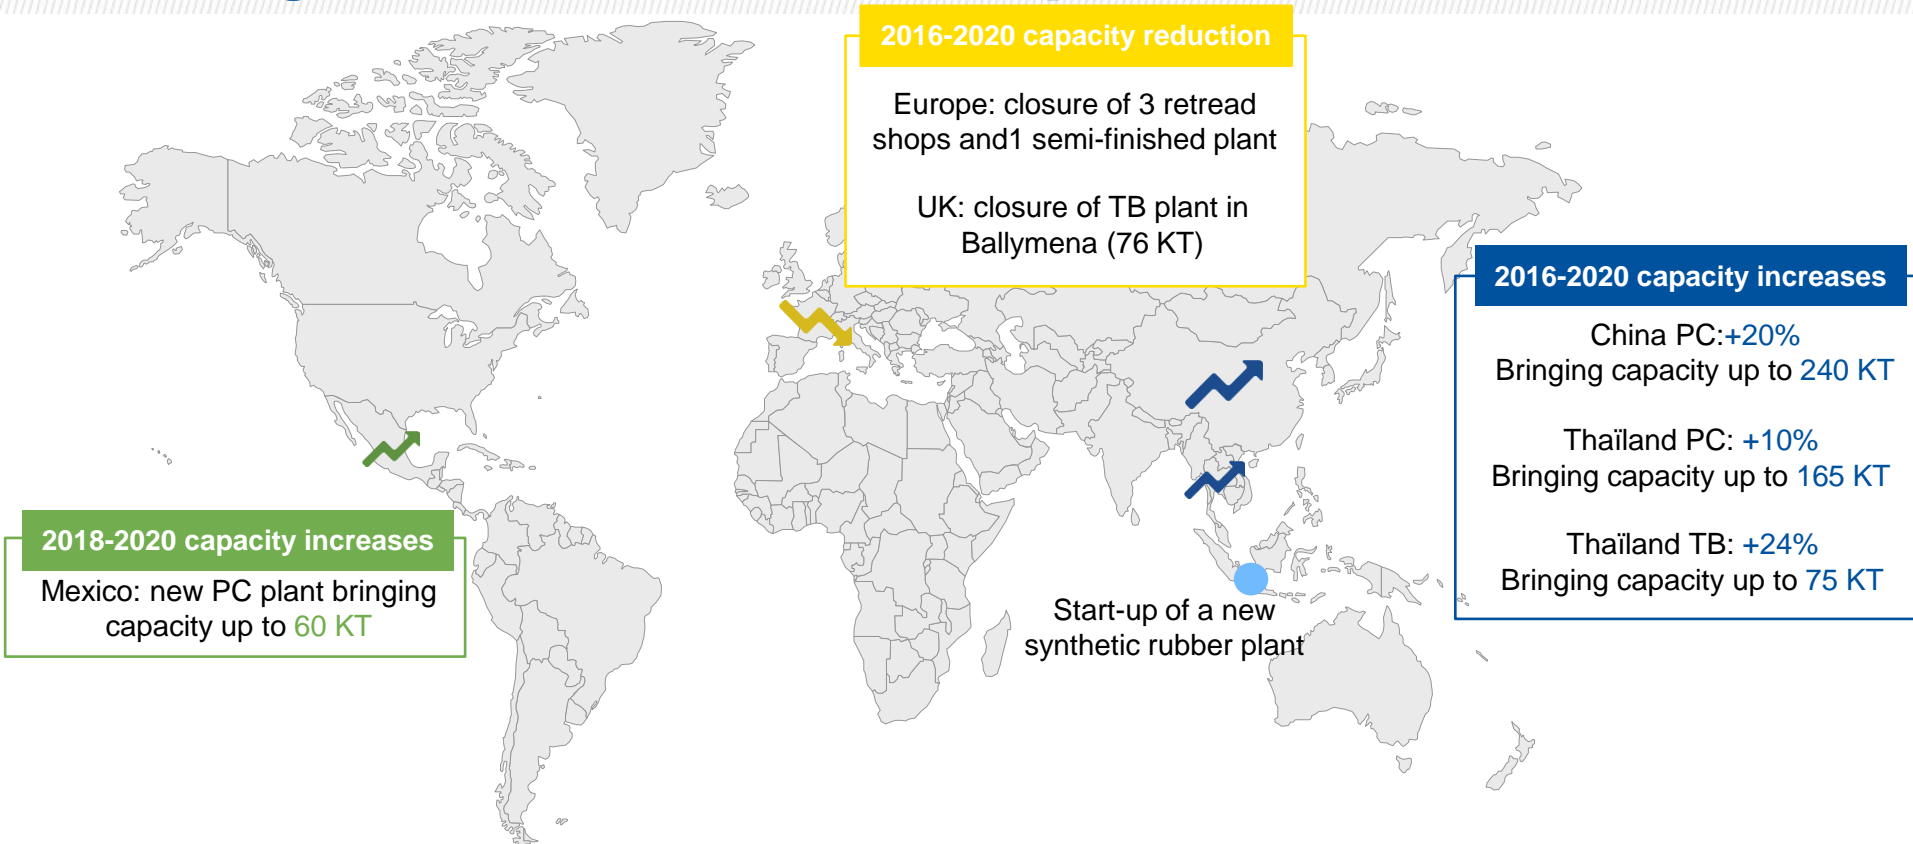 2016-2020 capacity reduction
Europe: closure of 3 retread
shops and1 semi-finished plant
UK: closure of TB plant in
Ballymena (76 KT)
2016-2020 capacity increases
China PC:+20%
Bringing capacity up to 240 KT
Thaïland PC: +10%
Bringing capacity up to 165 KT
Thaïland TB: +24%
Bringing capacity up to 75 KT
2018-2020 capacity increases
Mexico: new PC plant bringing
capacity up to 60 KT
Start-up of a new
synthetic rubber plant